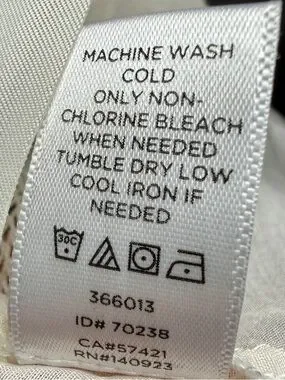 MACHINE WASH
COLD
ONLY NON-
CHLORINE BLEACH
WHEN NEEDED
TUMBLE DRY LOW
COOL IRON IF
NEEDED
30C
366013
ID# 70238
CA#57421
RN#140923